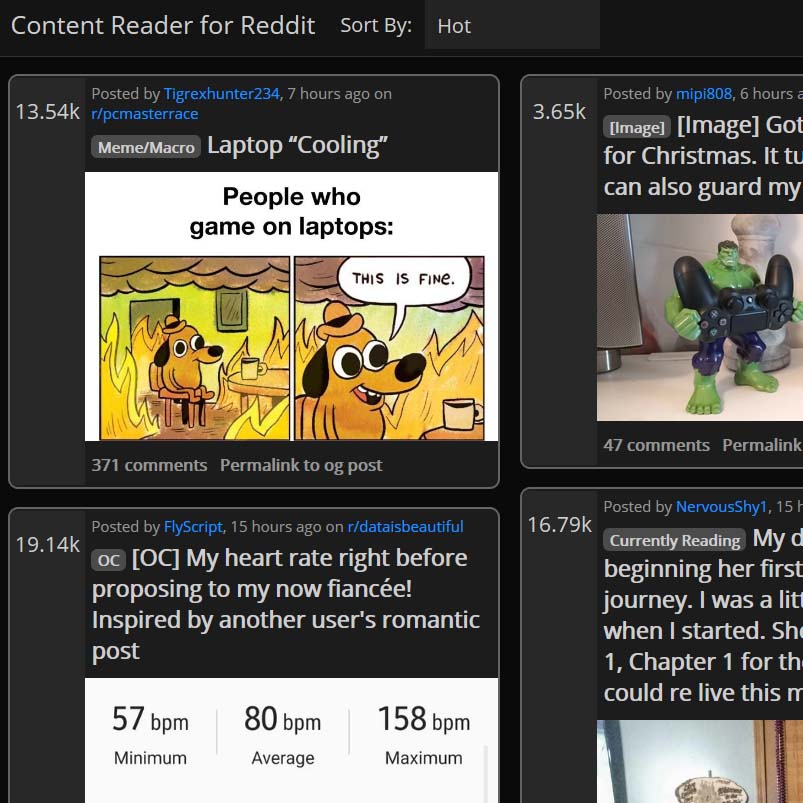 Content Reader for Reddit
Sort By:
Hot
13.54k
Posted by Tigrexhunter234, 7 hours ago on
r/pcmasterrace
Meme/Macro Laptop “Cooling”
People who
game on laptops:
THIS IS FINE.
371 comments Permalink to og post
19.14k
Posted by FlyScript, 15 hours ago on r/dataisbeautiful
OC [OC] My heart rate right before
proposing to my now fiancée!
Inspired by another user's romantic
post
57 bpm
Minimum
80 bpm
Average
158 bpm
Maximum
3.65k
Posted by mipi808, 6 hours a
[Image] [Image] Got
for Christmas. It tu
can also guard my
47 comments Permalink
16.79k
Posted by NervousShy1, 15 h
Currently Reading My d
beginning her first
journey. I was a litt
when I started. She
1, Chapter 1 for the
could re live this m